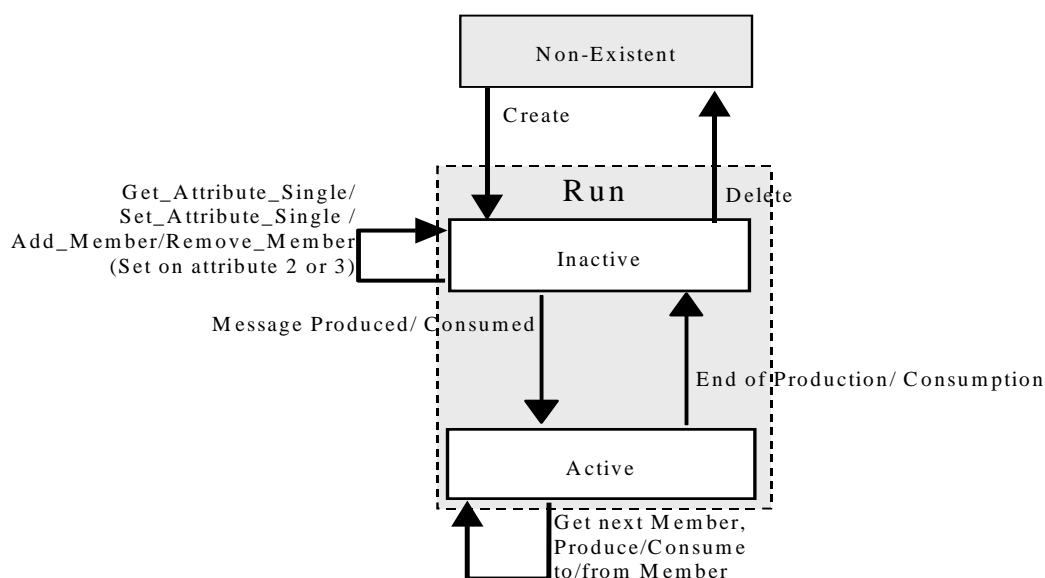 Non-Existent
Create
Run
Delete
Get_Attribute_Single/
Set_Attribute_Single /
Add_Member/Remove_Member
(Set on attribute 2 or 3)
Inactive
Message Produced/ Consumed
End of Production/ Consumption
Active
Get next Member,
Produce/Consume
to/from Member